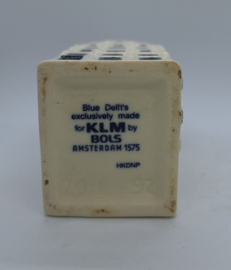 Blue Delft's
exclusively made
for KLM by
BOLS
AMSTERDAM 1575
HKDNP